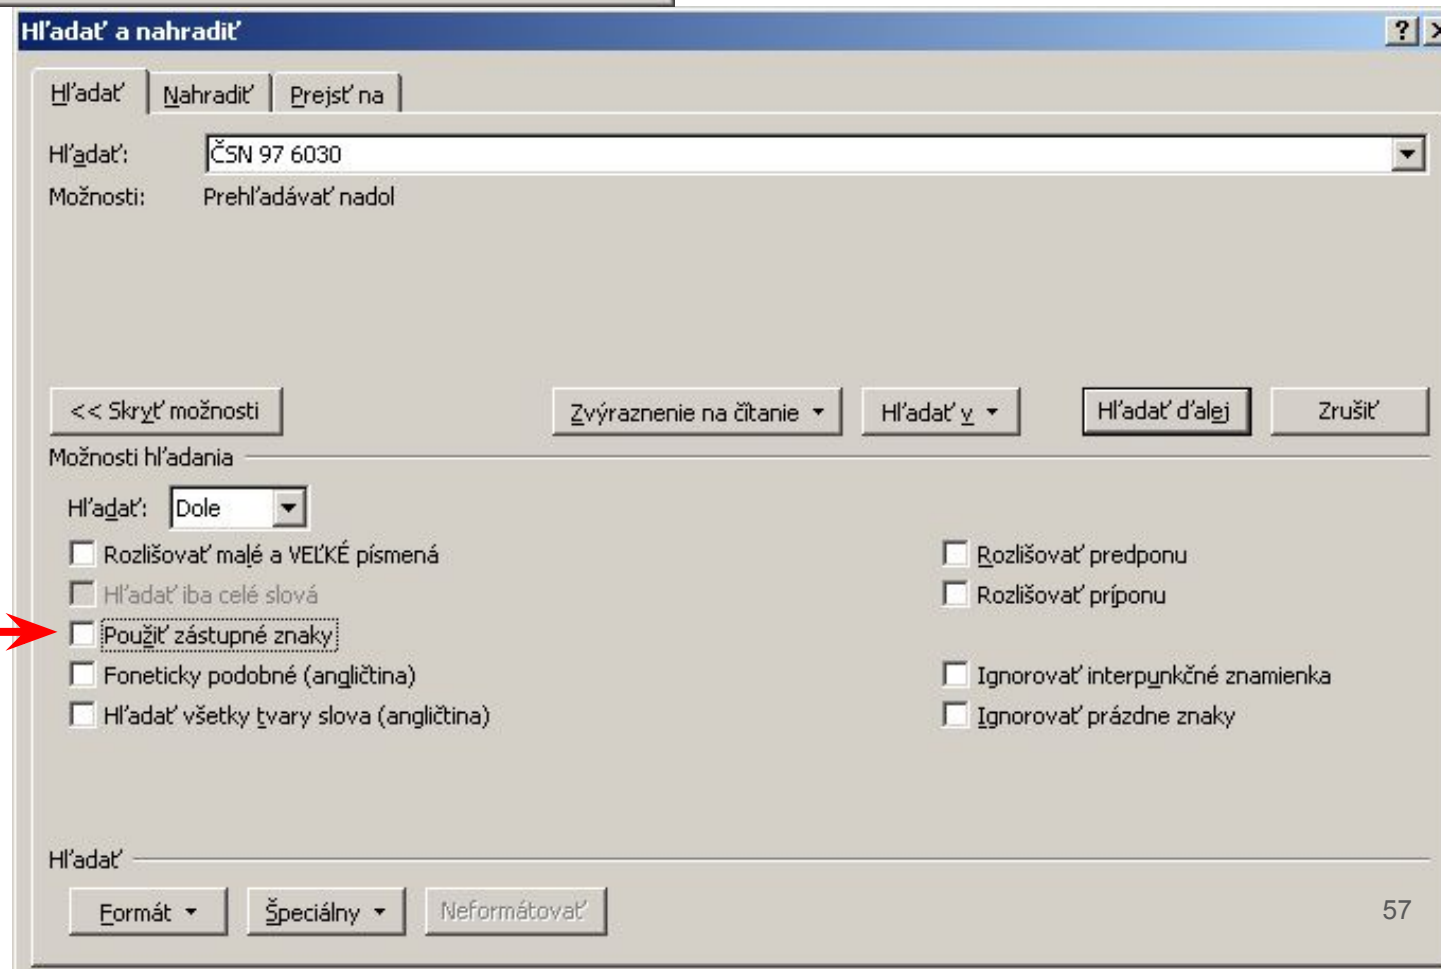 Hľadať a nahradiť
Hľadať Nahradiť Prejsť na
Hľadať: ČSN 97 6030
Možnosti: Prehľadávať nadol
<< Skryť možnosti Zvýraznenie na čítanie Hľadať v Hľadať ďalej Zrušiť
Možnosti hľadania
Hľadať: Dole
Rozlišovať malé a VEĽKÉ písmená Rozlišovať predponu
Hľadať iba celé slová Rozlišovať príponu
Použiť zástupné znaky
Foneticky podobné (angličtina) Ignorovať interpunkčné znamienka
Hľadať všetky tvary slova (angličtina) Ignorovať prázdne znaky
Hľadať
Formát Špeciálny Neformátovať 57